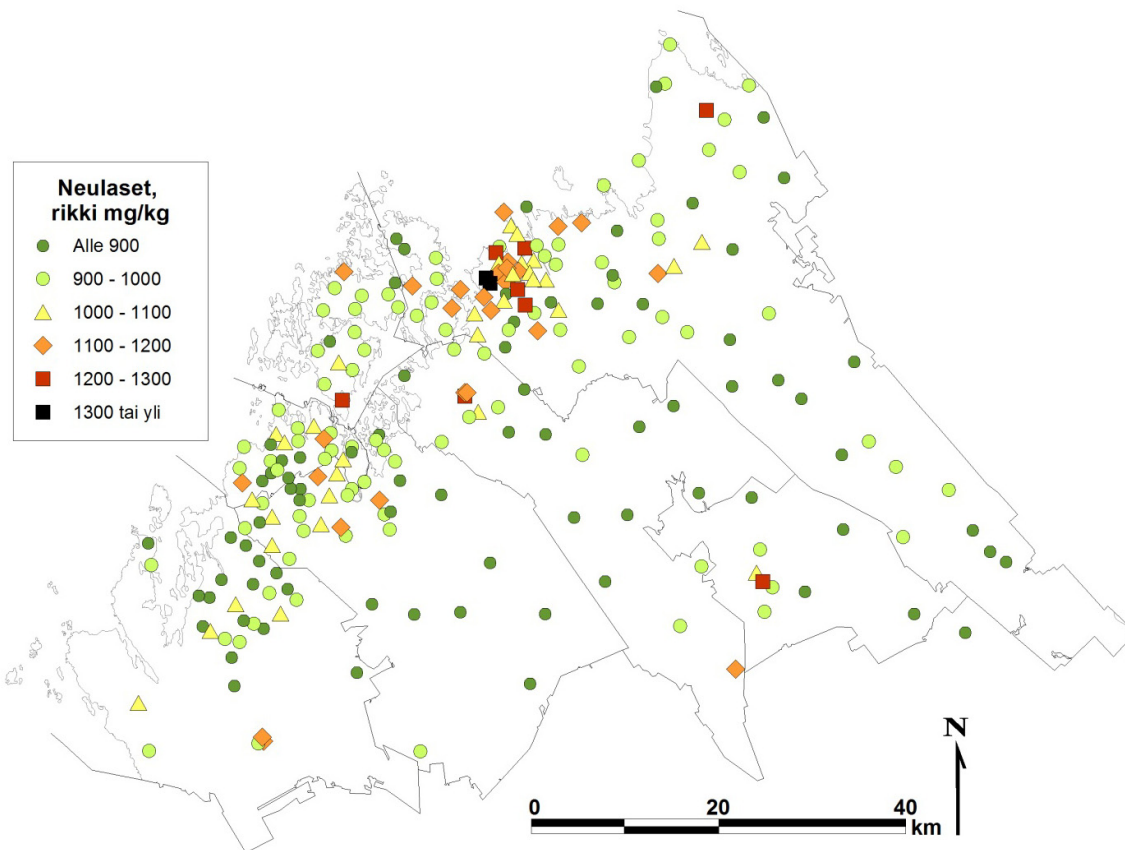 Neulaset,
rikki mg/kg
Alle 900
900 - 1000
1000 - 1100
1100 - 1200
1200 - 1300
1300 tai yli
N
0 20 40
km